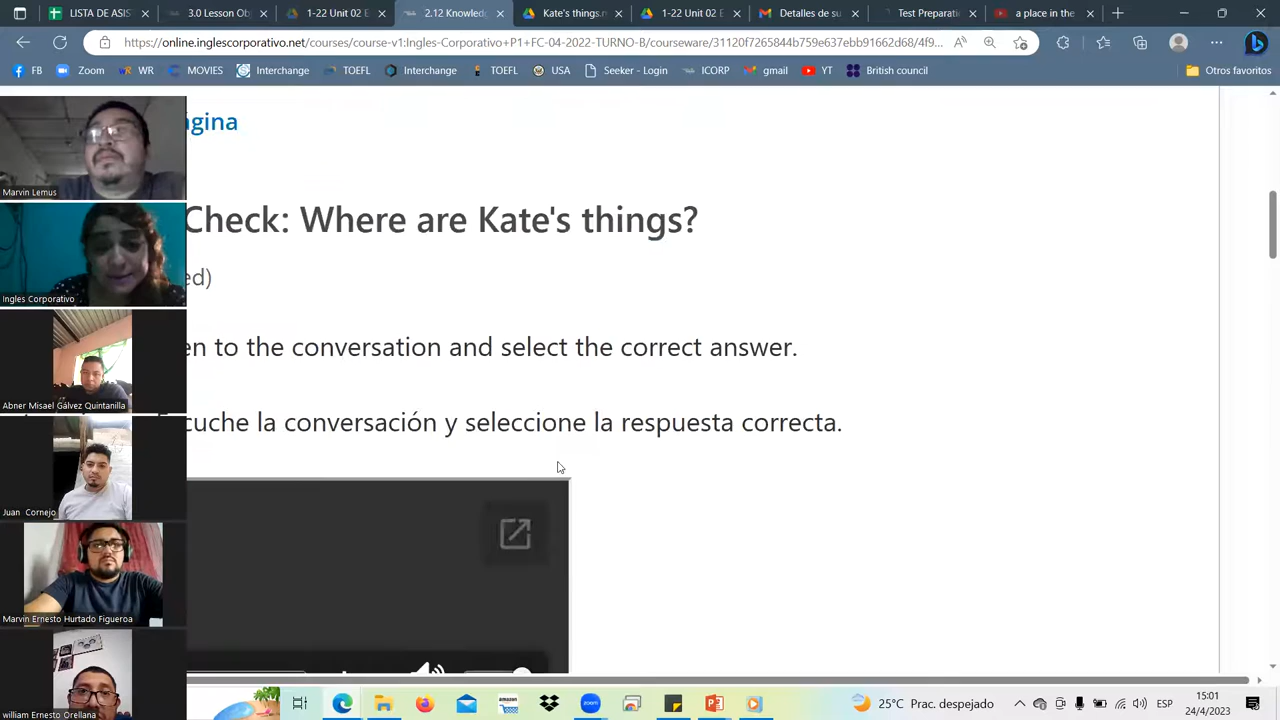 LISTA DE ASIS
3.0 Lesson Obj
1-22 Unit 02 E
2.12 Knowledg
Kate's things.m
1-22 Unit 02 E
Detalles de su
Test Preparati
a place in the
https://online.inglescorporativo.net/courses/course-v1:Ingles-Corporativo+P1+FC-04-2022-TURNO-B/courseware/31120f7265844b759e637ebb91662d68/4f9...
FB
Zoom
WR
MOVIES
Interchange
TOEFL
Interchange
TOEFL
USA
Seeker - Login
ICORP
gmail
YT
British council
Otros favoritos
ágina
Check: Where are Kate's things?
ed)
en to the conversation and select the correct answer.
cuche la conversación y seleccione la respuesta correcta.
Marvin Lemus
Ingles Corporativo
Abner Misael Gálvez Quintanilla
Juan Cornejo
Marvin Ernesto Hurtado Figueroa
william Ernesto Orellana
amazon
zoom
25°C Prac. despejado
ESP
15:01
24/4/2023